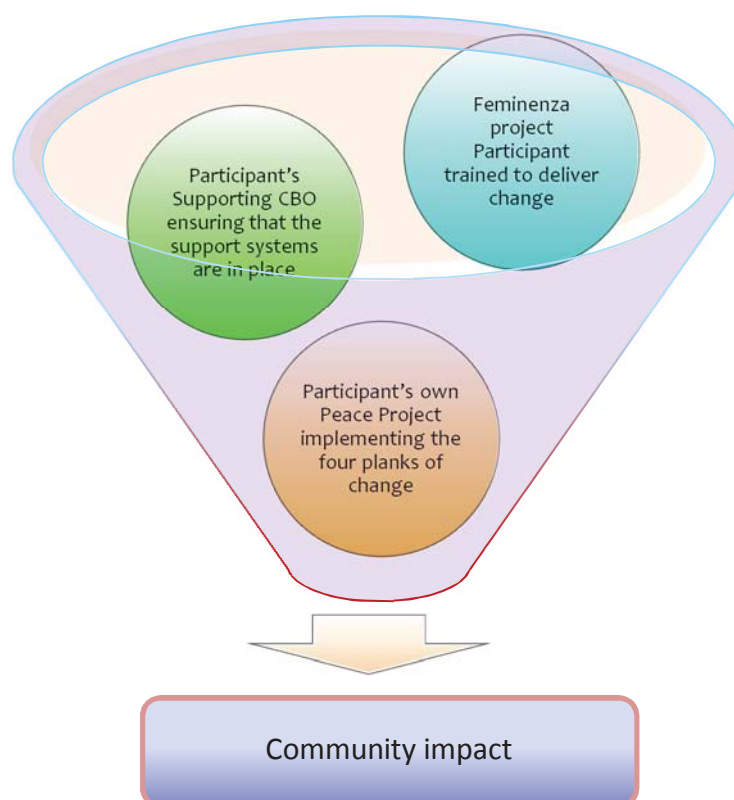 Feminenza
project
Participant
trained to deliver
change
Participant's
Supporting CBO
ensuring that the
support systems
are in place
Participant's own
Peace Project
implementing the
four planks of
change
Community impact